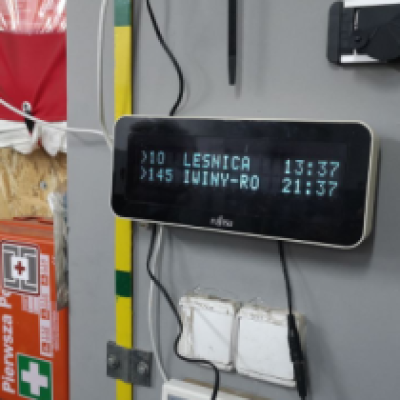 >10 LESNICA 13:37
>145 IWINY-RO 21:37
FUJITSU
Pierwsza